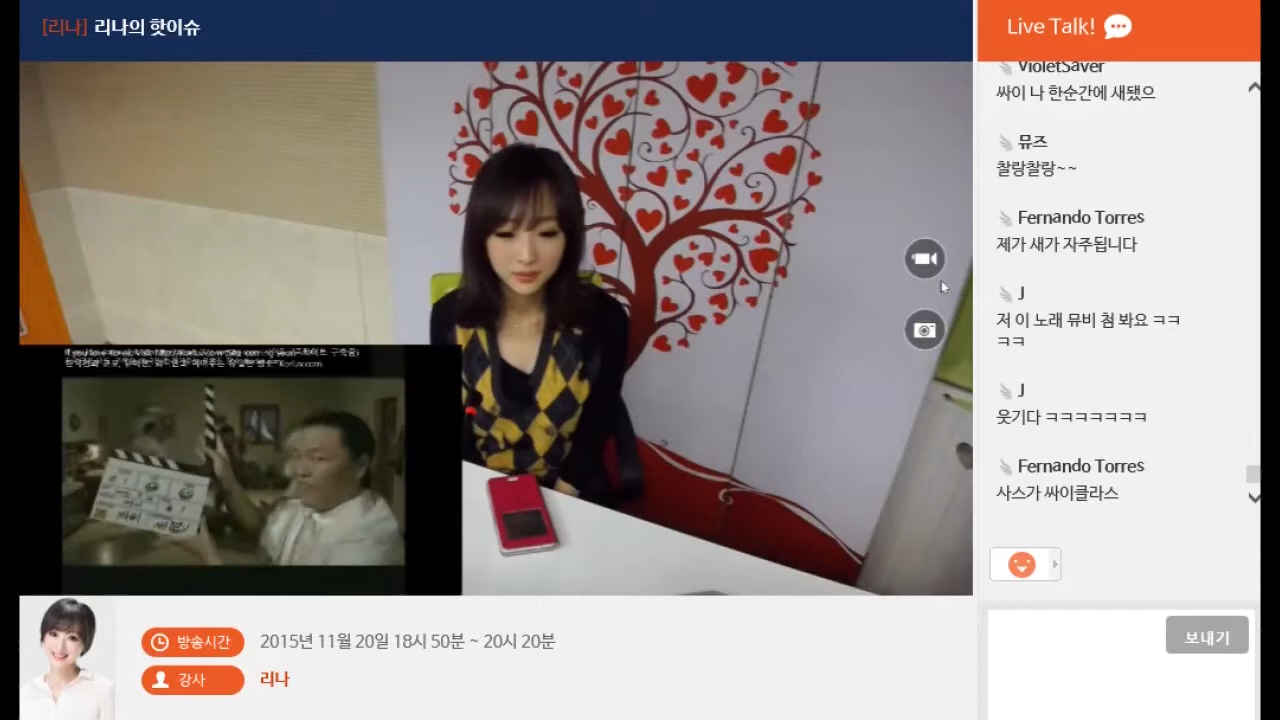 [리나] 리나의 핫이슈
Live Talk!
VioletSaver
싸이 나 한순간에 새됐으
뮤즈
찰랑찰랑~~
Fernando Torres
제가 새가 자주됩니다
J
저 이 노래 뮤비 첨 봐요 ㅋㅋ
ㅋㅋ
J
웃기다 ㅋㅋㅋㅋㅋㅋㅋ
Fernando Torres
사스가 싸이클라스
보내기
방송시간 2015년 11월 20일 18시 50분 ~ 20시 20분
강사 리나